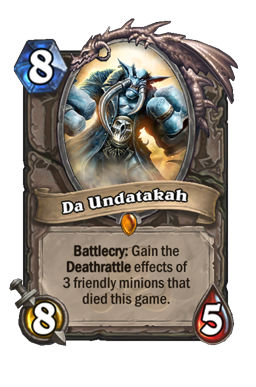 8
Da Undatakah
Battlecry: Gain the
Deathrattle effects of
3 friendly minions that
died this game.
8
5